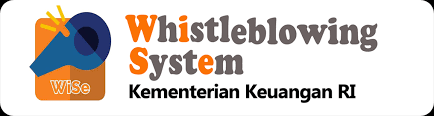 WiSe
Whistleblowing
System
Kementerian Keuangan RI